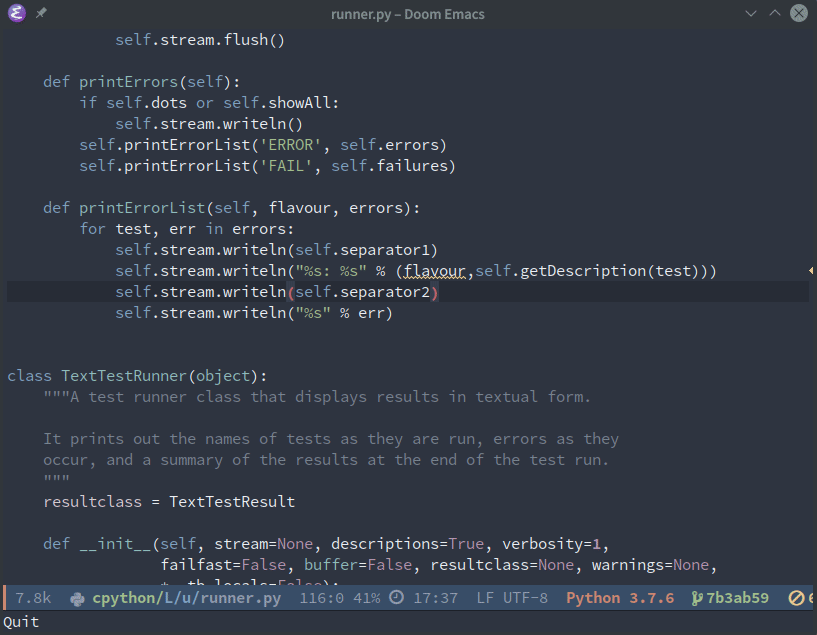 runner.py – Doom Emacs
            self.stream.flush()
    def printErrors(self):
        if self.dots or self.showAll:
            self.stream.writeln()
        self.printErrorList('ERROR', self.errors)
        self.printErrorList('FAIL', self.failures)
    def printErrorList(self, flavour, errors):
        for test, err in errors:
            self.stream.writeln(self.separator1)
            self.stream.writeln("%s: %s" % (flavour,self.getDescription(test)))
            self.stream.writeln(self.separator2)
            self.stream.writeln("%s" % err)
class TextTestRunner(object):
    """A test runner class that displays results in textual form.
    It prints out the names of tests as they are run, errors as they
    occur, and a summary of the results at the end of the test run.
    """
    resultclass = TextTestResult
    def __init__(self, stream=None, descriptions=True, verbosity=1,
                 failfast=False, buffer=False, resultclass=None, warnings=None,
                 *, tb_locals=False):
7.8k cpython/L/u/runner.py 116:0 41% 17:37 LF UTF-8 Python 3.7.6 7b3ab59 6
Quit